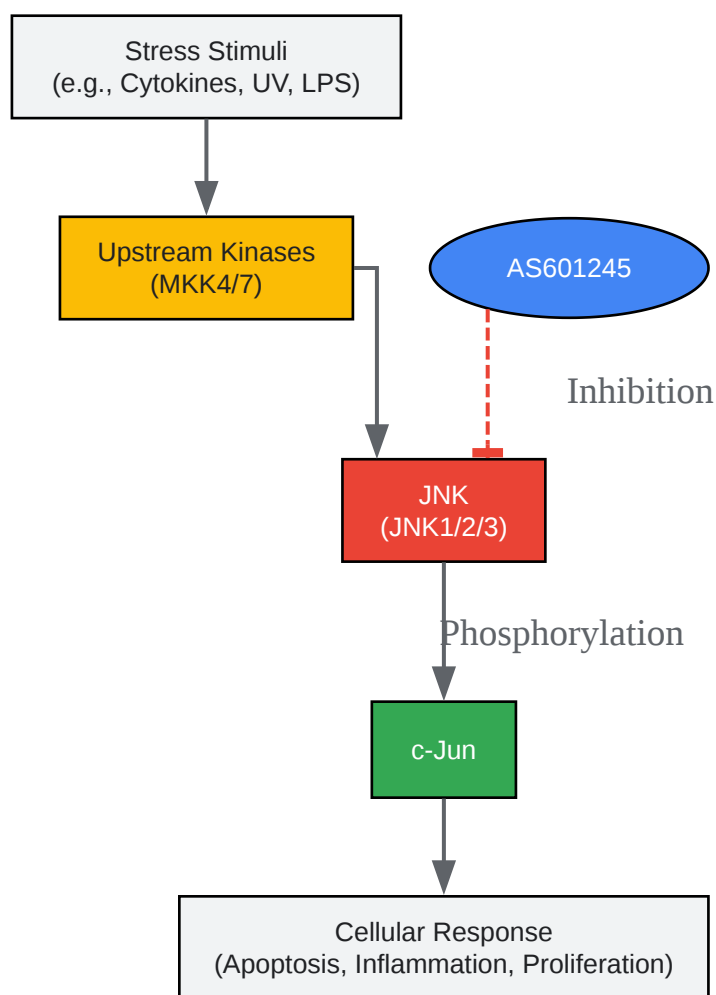 Stress Stimuli
(e.g., Cytokines, UV, LPS)
Upstream Kinases
(MKK4/7)
AS601245
Inhibition
JNK
(JNK1/2/3)
Phosphorylation
c-Jun
Cellular Response
(Apoptosis, Inflammation, Proliferation)